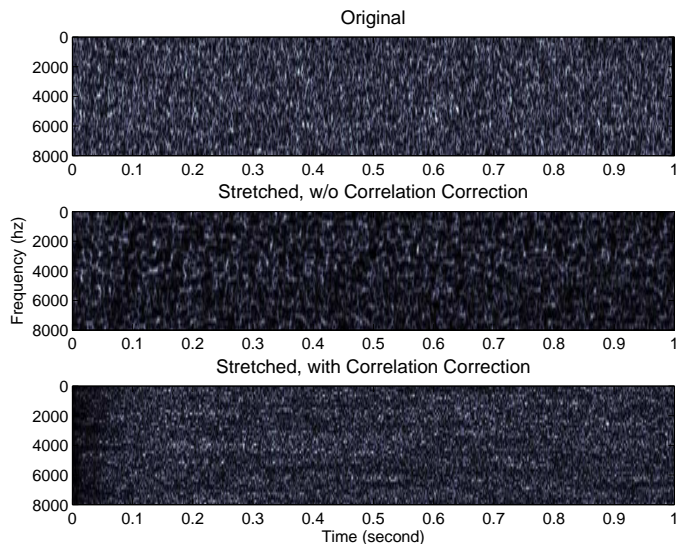 Original
0
2000
4000
6000
8000
0 0.1 0.2 0.3 0.4 0.5 0.6 0.7 0.8 0.9 1
Stretched, w/o Correlation Correction
Frequency (hz)
0
2000
4000
6000
8000
0 0.1 0.2 0.3 0.4 0.5 0.6 0.7 0.8 0.9 1
Stretched, with Correlation Correction
0
2000
4000
6000
8000
0 0.1 0.2 0.3 0.4 0.5 0.6 0.7 0.8 0.9 1
Time (second)